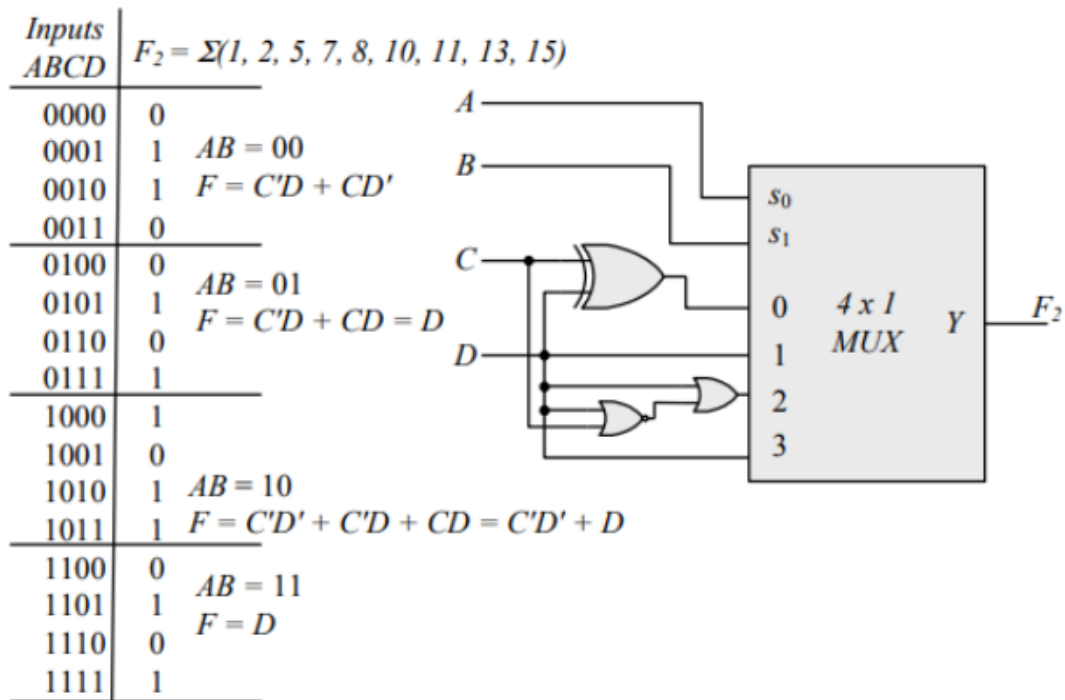 Inputs
ABCD
F₂ = Σ(1, 2, 5, 7, 8, 10, 11, 13, 15)
0000 0
0001 1 AB = 00
0010 1 F = C'D + CD'
0011 0
0100 0
AB = 01
0101 1
F = C'D + CD = D
0110 0
0111 1
1000 1
1001 0
1010 1 AB = 10
1011 1 F = C'D' + C'D + CD = C'D' + D
1100 0
AB = 11
1101 1
F = D
1110 0
1111 1
A
B
C
D
s₀
s₁
0
1
2
3
4 x 1
MUX
Y
F₂